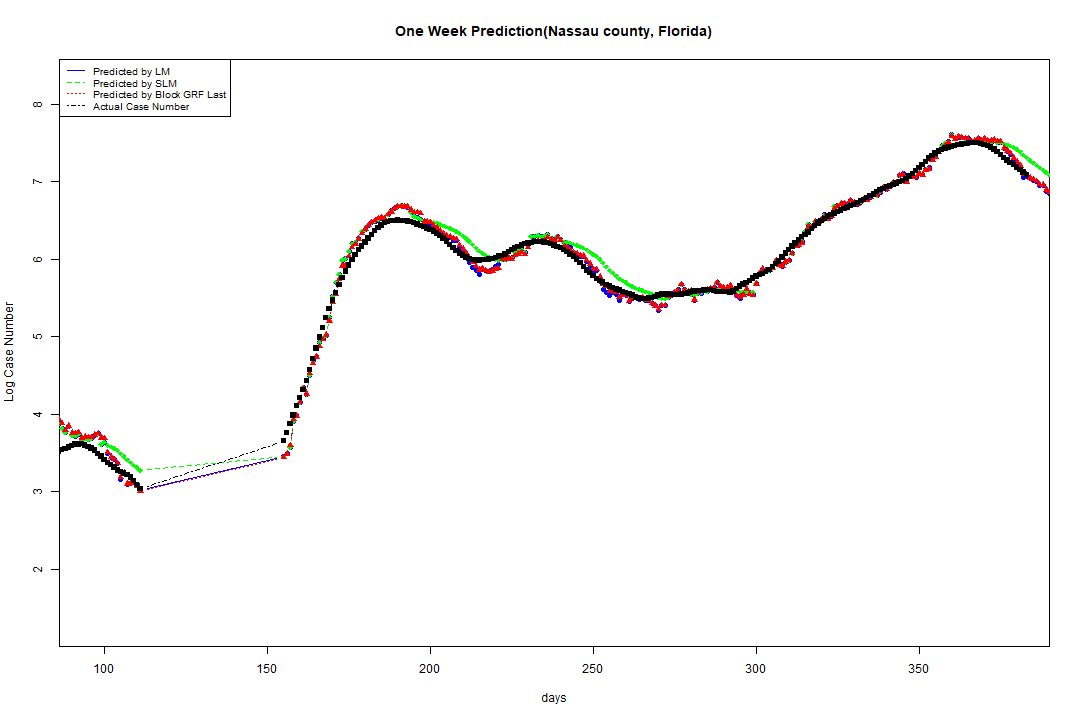 One Week Prediction(Nassau county, Florida)
Predicted by LM
Predicted by SLM
Predicted by Block GRF Last
Actual Case Number
8
7
6
5
4
3
2
Log Case Number
100 150 200 250 300 350
days